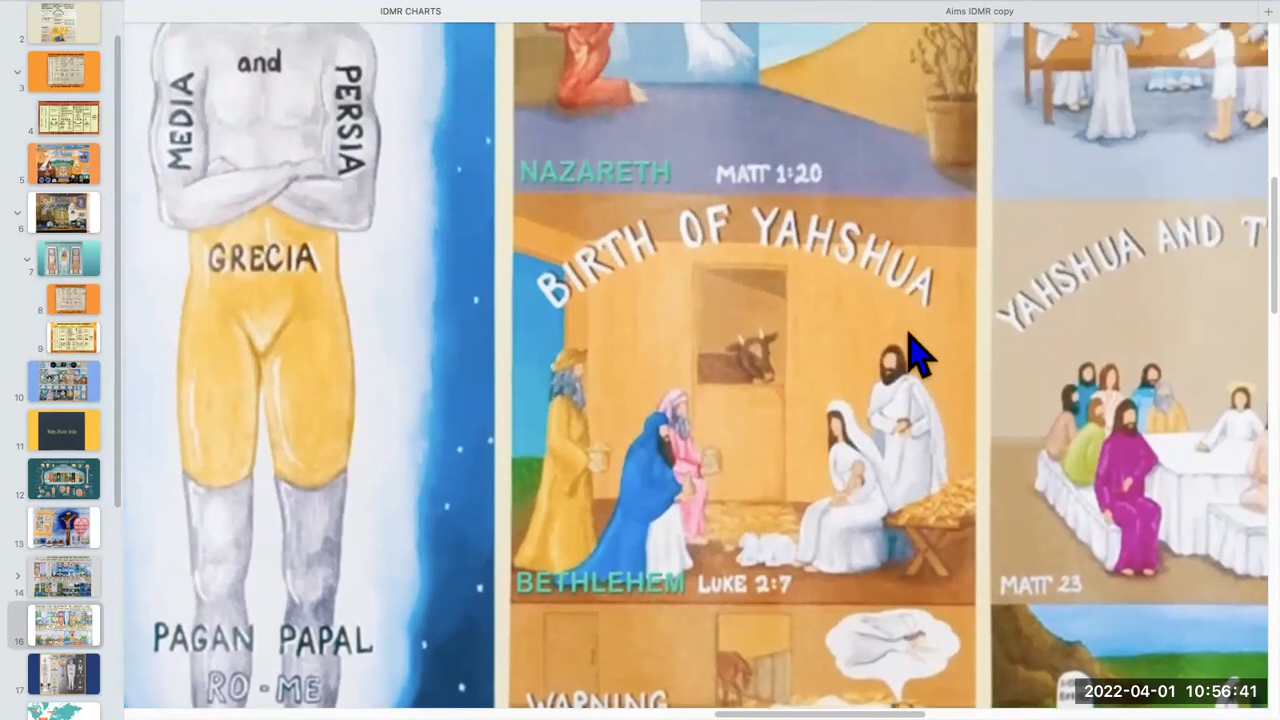 IDMR CHARTS
Aims IDMR copy
2
3
4
5
6
7
8
9
10
11
12
13
14
16
17
and
MEDIA
PERSIA
GRECIA
PAGAN PAPAL
RO-ME
NAZARETH MATT 1:20
BIRTH OF YAHSHUA
BETHLEHEM LUKE 2:7
WARNING
YAHSHUA AND T
MATT 23
2022-04-01 10:56:41